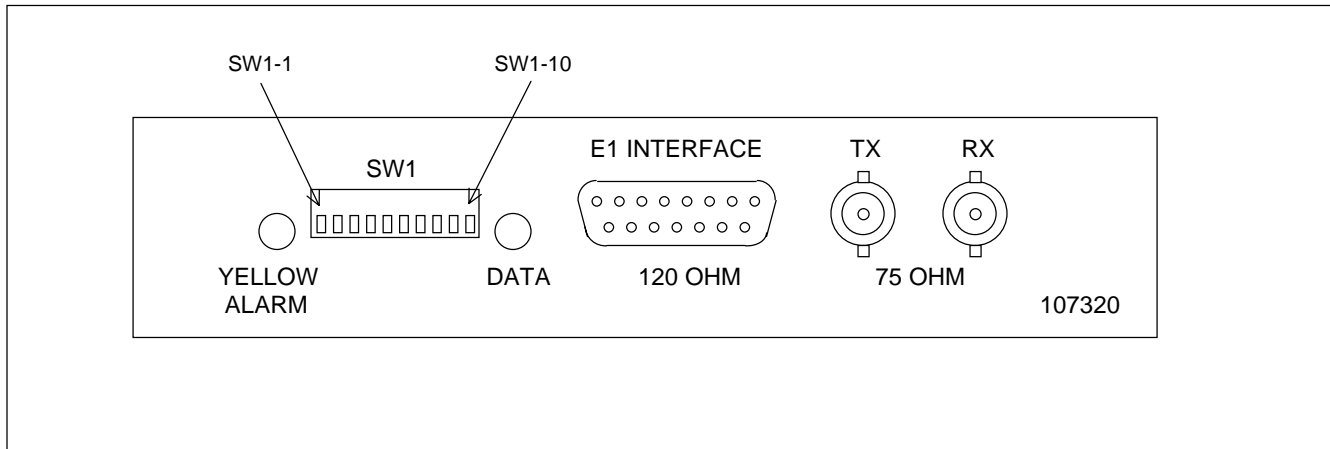 SW1-1
SW1-10
E1 INTERFACE
TX
RX
SW1
YELLOW
ALARM
DATA
120 OHM
75 OHM
107320